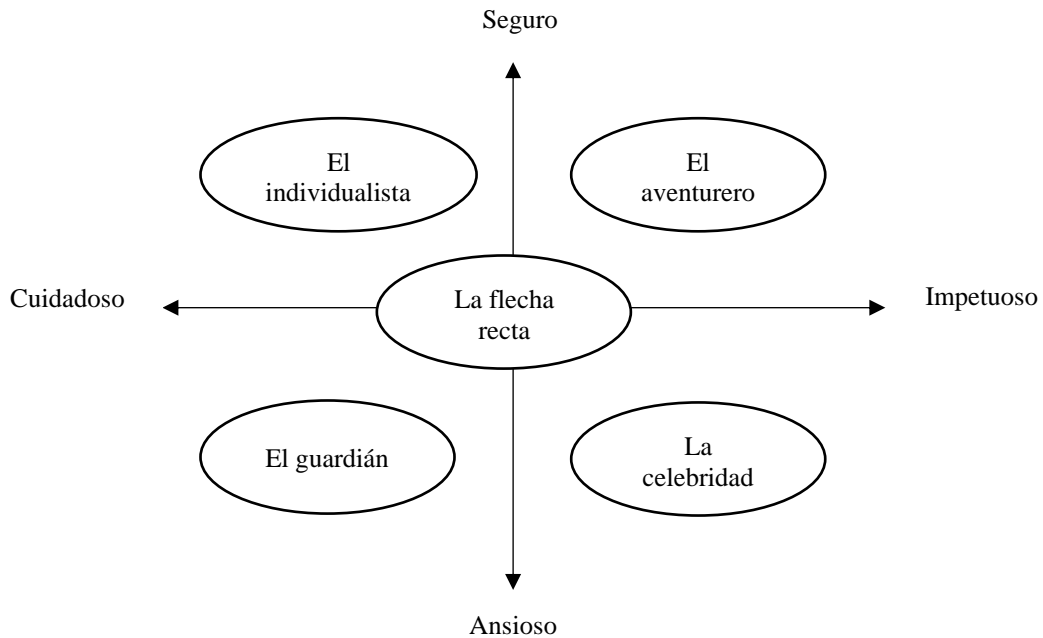 Seguro
El
individualista
El
aventurero
Cuidadoso
La flecha
recta
Impetuoso
El guardián
La
celebridad
Ansioso